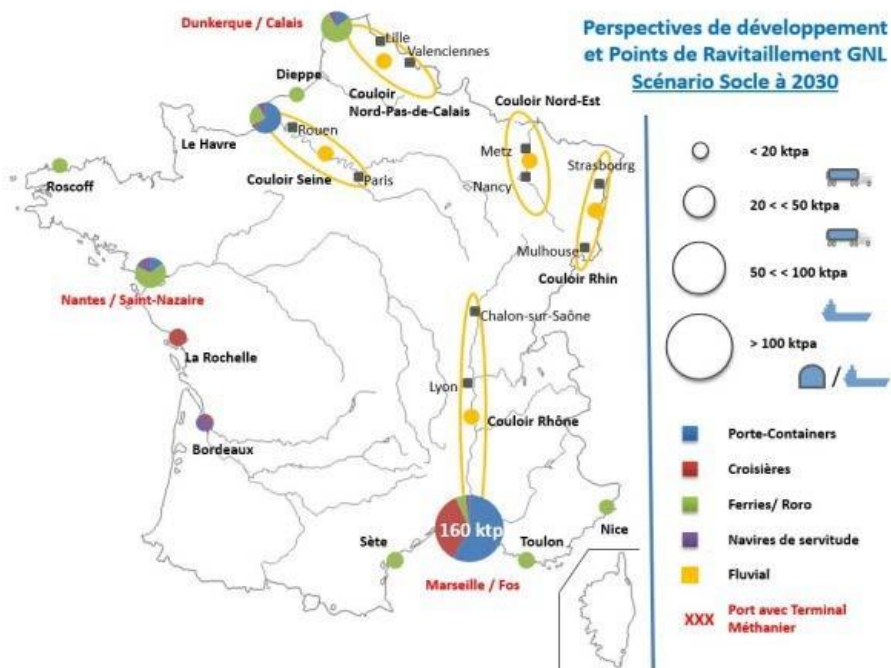 Perspectives de développement
et Points de Ravitaillement GNL
Scénario Socle à 2030
Dunkerque / Calais
Lille
Valenciennes
Dieppe
Couloir
Nord-Pas-de-Calais
Couloir Nord-Est
Le Havre
Rouen
Couloir Seine
Paris
Metz
Nancy
Strasbourg
Mulhouse
Couloir Rhin
Roscoff
Nantes / Saint-Nazaire
La Rochelle
Bordeaux
Chalon-sur-Saône
Lyon
Couloir Rhône
160 ktp
Marseille / Fos
Sète
Toulon
Nice
< 20 ktpa
20 < < 50 ktpa
50 < < 100 ktpa
> 100 ktpa
/
Porte-Containers
Croisières
Ferries/ Roro
Navires de servitude
Fluvial
XXX Port avec Terminal
Méthanier